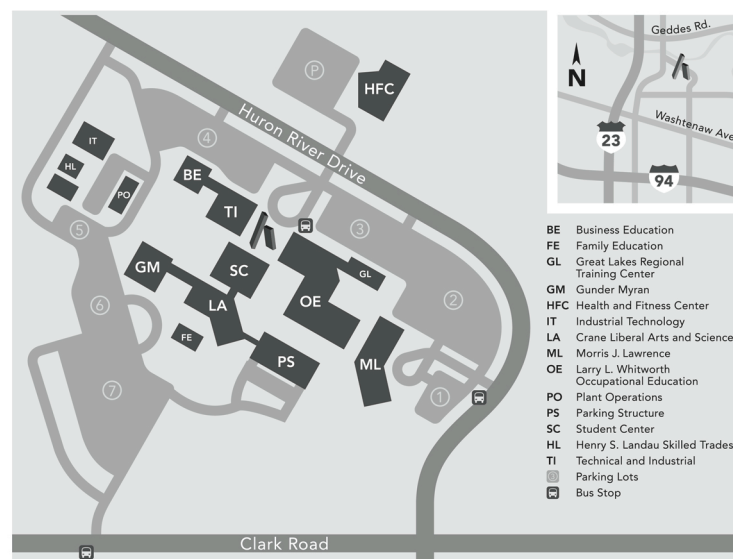 P
HFC
Huron River Drive
4
IT
HL
PO
BE
TI
5
3
GM
SC
GL
6
LA
OE
2
FE
PS
ML
7
1
Clark Road
Geddes Rd.
N
Washtenaw Ave
23
94
BE Business Education
FE Family Education
GL Great Lakes Regional
Training Center
GM Gunder Myran
HFC Health and Fitness Center
IT Industrial Technology
LA Crane Liberal Arts and Science
ML Morris J. Lawrence
OE Larry L. Whitworth
Occupational Education
PO Plant Operations
PS Parking Structure
SC Student Center
HL Henry S. Landau Skilled Trades
TI Technical and Industrial
Parking Lots
Bus Stop